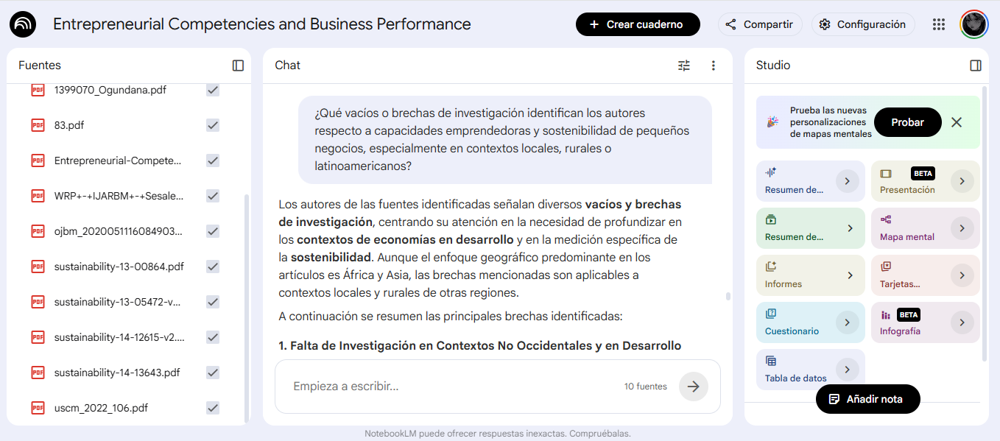 Entrepreneurial Competencies and Business Performance
+ Crear cuaderno
Compartir
Configuración
Fuentes
1399070_Ogundana.pdf
83.pdf
Entrepreneurial-Compete...
WRP+-+IJARBM+-+Sesale...
ojbm_2020051116084903...
sustainability-13-00864.pdf
sustainability-13-05472-v...
sustainability-14-12615-v2....
sustainability-14-13643.pdf
uscm_2022_106.pdf
Chat
¿Qué vacíos o brechas de investigación identifican los autores
respecto a capacidades emprendedoras y sostenibilidad de pequeños
negocios, especialmente en contextos locales, rurales o
latinoamericanos?
Los autores de las fuentes identificadas señalan diversos vacíos y brechas
de investigación, centrando su atención en la necesidad de profundizar en
los contextos de economías en desarrollo y en la medición específica de
la sostenibilidad. Aunque el enfoque geográfico predominante en los
artículos es África y Asia, las brechas mencionadas son aplicables a
contextos locales y rurales de otras regiones.
A continuación se resumen las principales brechas identificadas:
1. Falta de Investigación en Contextos No Occidentales y en Desarrollo
Empieza a escribir...
10 fuentes
NotebookLM puede ofrecer respuestas inexactas. Compruébalas.
Studio
Prueba las nuevas
personalizaciones
de mapas mentales
Probar
Resumen de...
BETA
Presentación
Resumen de...
Mapa mental
Informes
Tarjetas...
Cuestionario
BETA
Infografía
Tabla de datos
Añadir nota